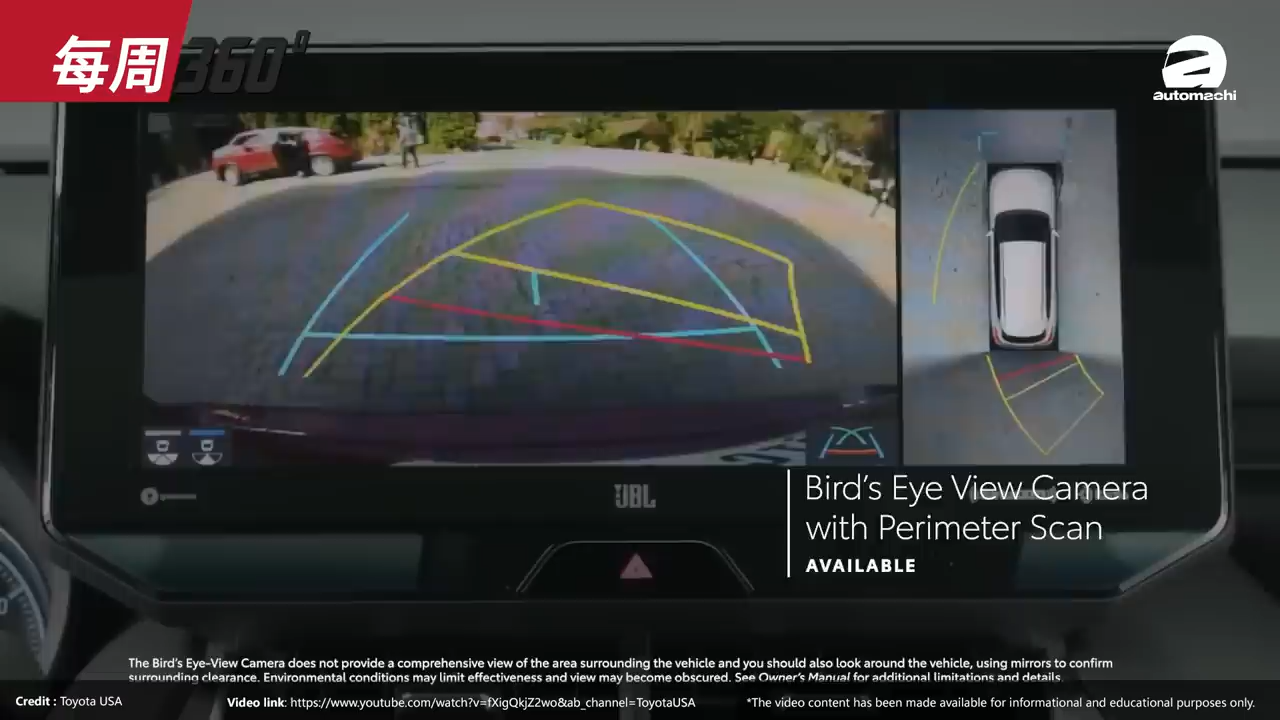 每周360°
automachi
JBL
Bird's Eye View Camera
with Perimeter Scan
AVAILABLE
The Bird's Eye-View Camera does not provide a comprehensive view of the area surrounding the vehicle and you should also look around the vehicle, using mirrors to confirm
surrounding clearance. Environmental conditions may limit effectiveness and view may become obscured. See Owner's Manual for additional limitations and details.
Credit : Toyota USA
Video link: https://www.youtube.com/watch?v=fXigQkjZ2wo&ab_channel=ToyotaUSA
*The video content has been made available for informational and educational purposes only.